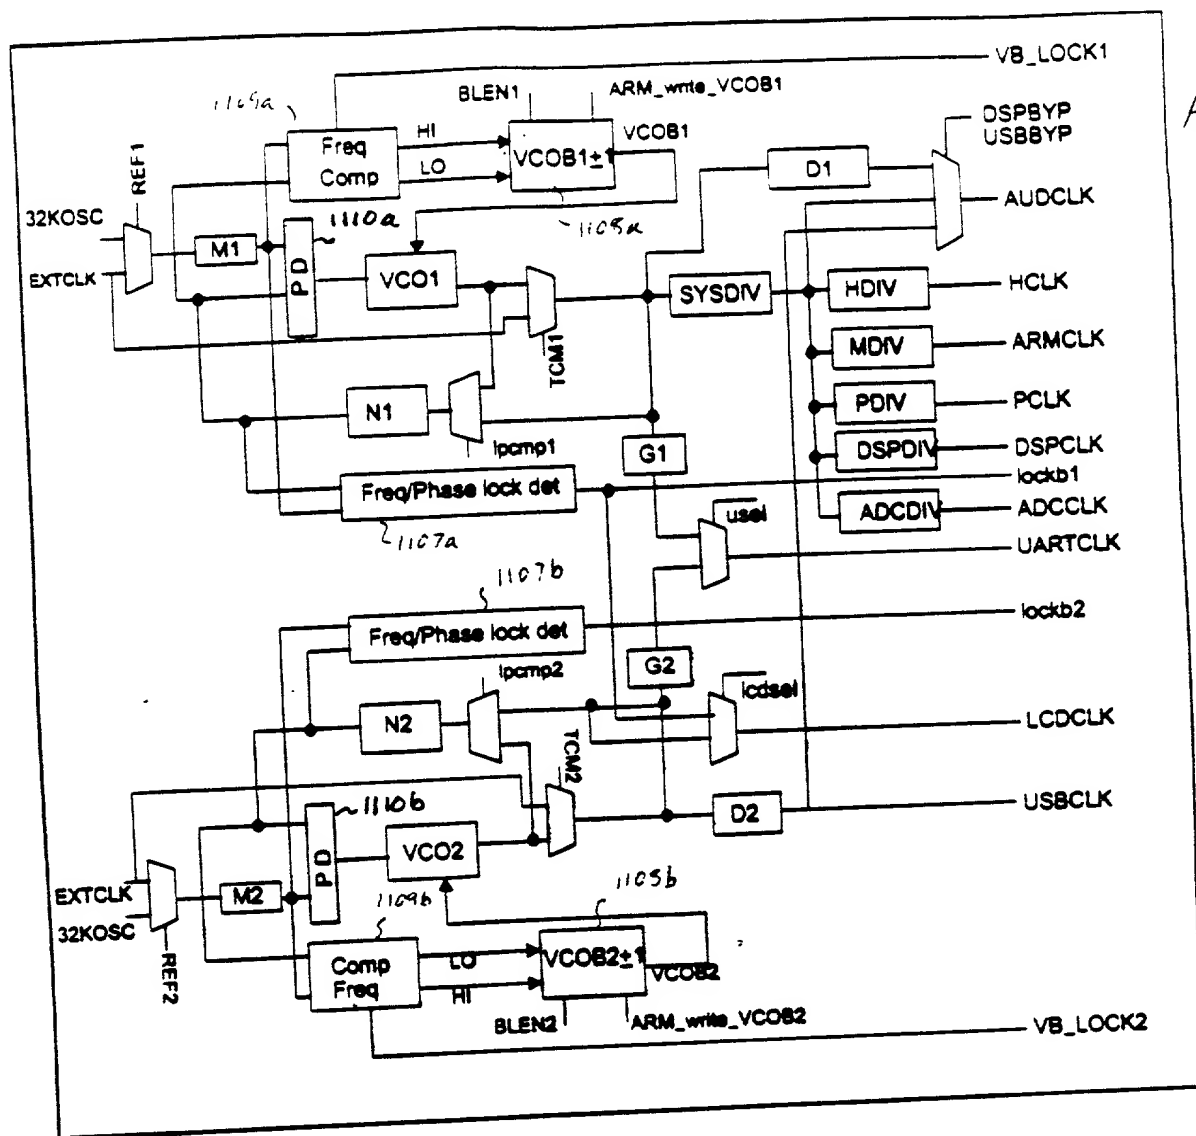 VB_LOCK1
1109a
BLEN1
ARM_write_VCOB1
DSPBYP
USBBYP
Freq
Comp
HI
LO
VCOB1±1
VCOB1
D1
REF1
32KOSC
1110a
1108a
AUDCLK
M1
EXTCLK
PD
VCO1
SYSDIV
HDIV
HCLK
TCM1
MDIV
ARMCLK
N1
PDIV
PCLK
lpcmp1
G1
DSPDIV
DSPCLK
Freq/Phase lock det
lockb1
usel
ADCDIV
ADCCLK
1107a
UARTCLK
1107b
Freq/Phase lock det
lockb2
lpcmp2
G2
lcdsel
N2
TCM2
LCDCLK
1110b
PD
VCO2
D2
USBCLK
EXTCLK
M2
1109b
1108b
32KOSC
REF2
Comp
Freq
LO
HI
VCOB2±1
VCOB2
BLEN2
ARM_write_VCOB2
VB_LOCK2